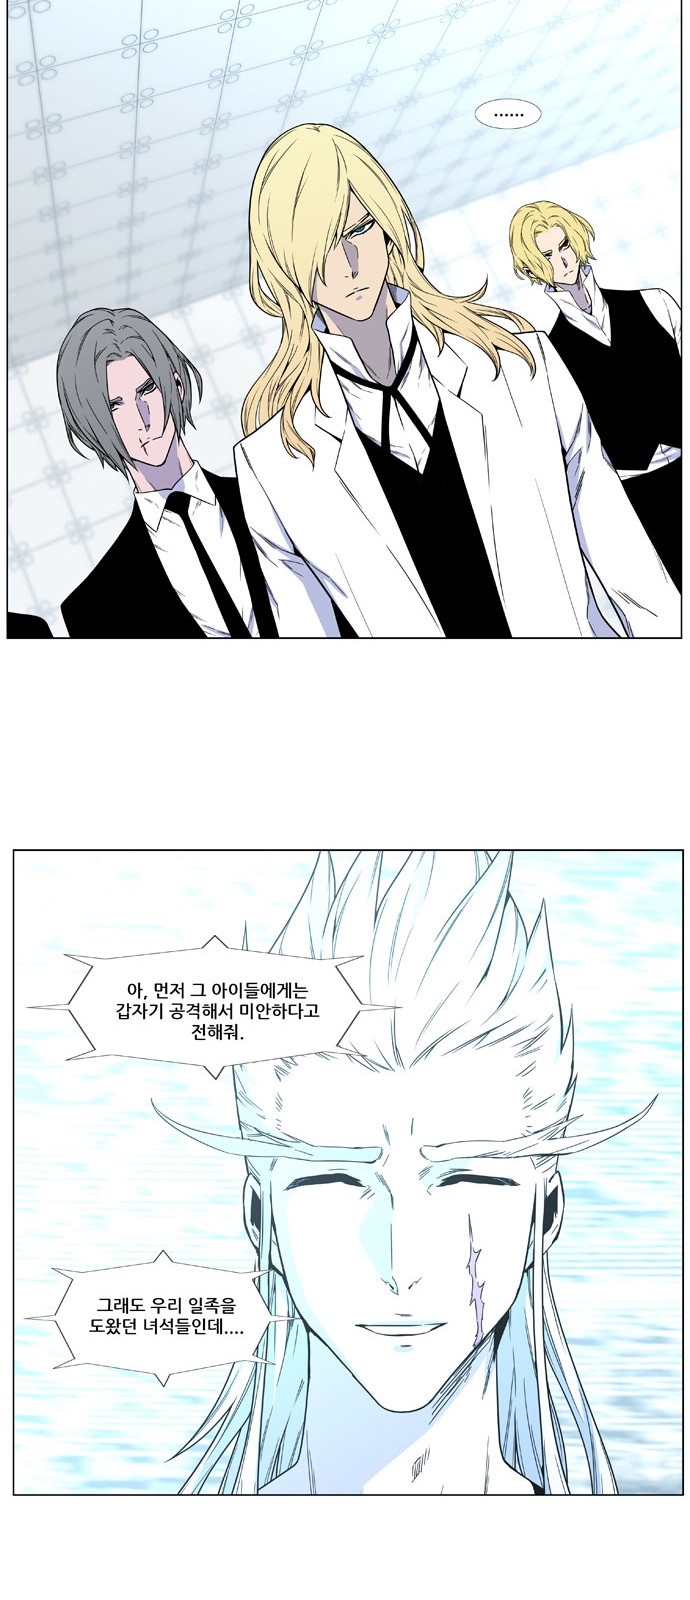 ......
아, 먼저 그 아이들에게는
갑자기 공격해서 미안하다고
전해줘.
그래도 우리 일족을
도왔던 녀석들인데....